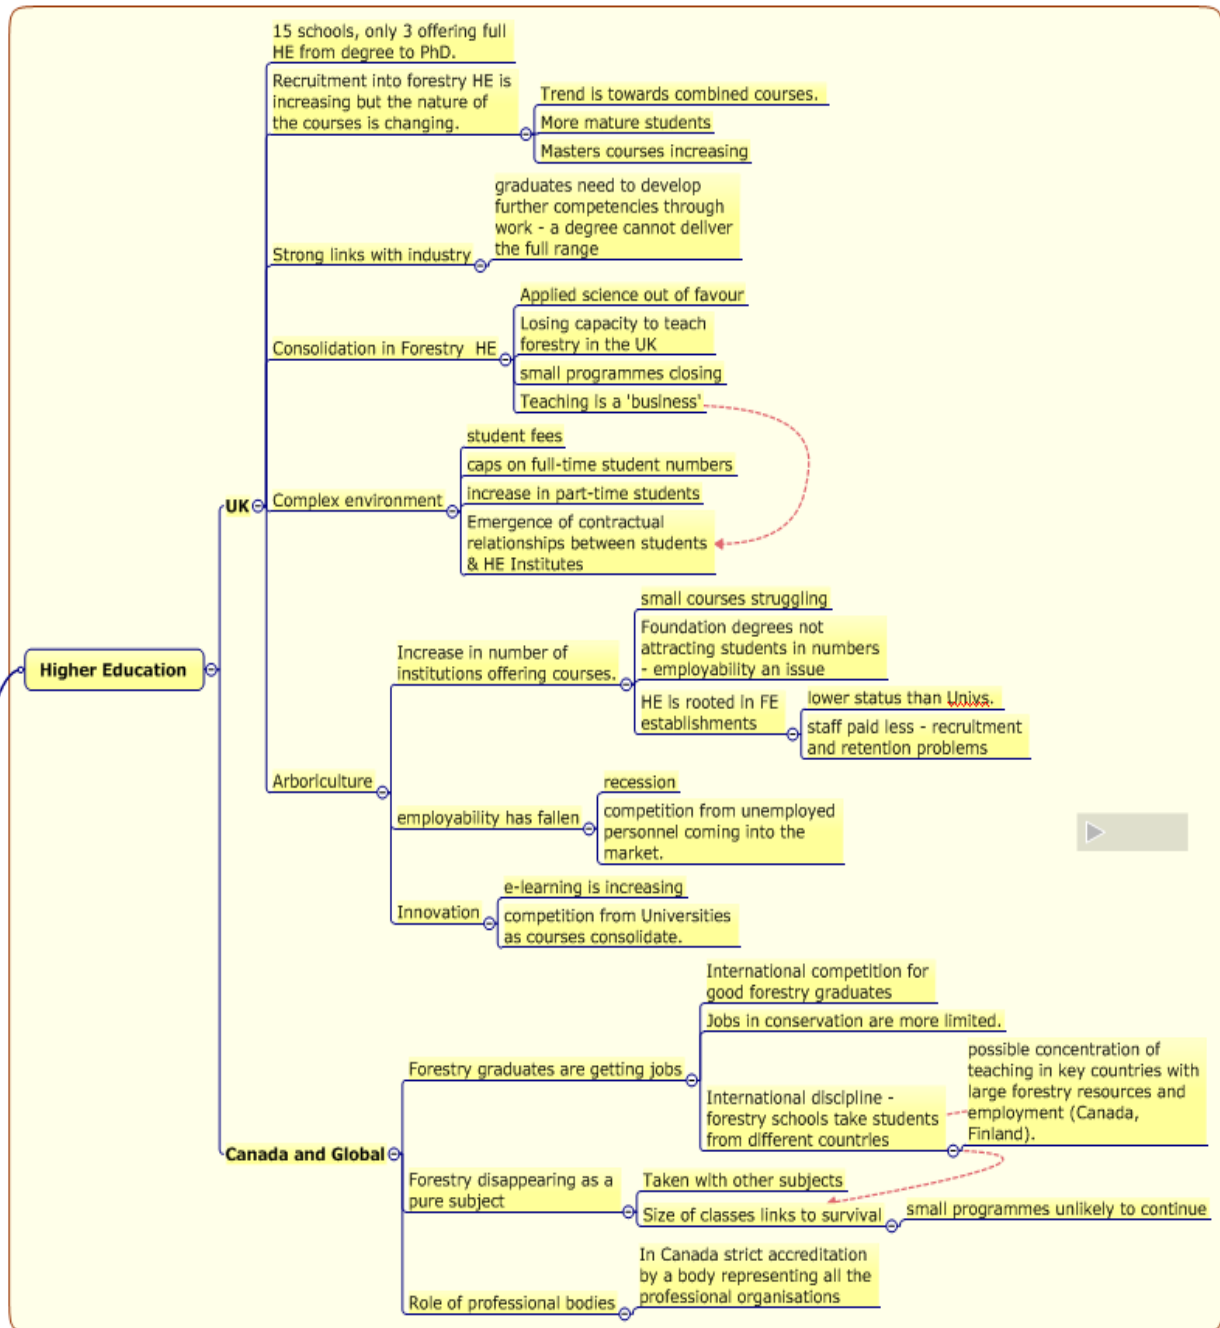 15 schools, only 3 offering full
HE from degree to PhD.
Recruitment into forestry HE is
increasing but the nature of
the courses is changing.
Trend is towards combined courses.
More mature students
Masters courses increasing
graduates need to develop
further competencies through
work - a degree cannot deliver
the full range
Strong links with industry
Applied science out of favour
Losing capacity to teach
forestry in the UK
Consolidation in Forestry HE
small programmes closing
Teaching is a 'business'
student fees
caps on full-time student numbers
increase in part-time students
UK
Complex environment
Emergence of contractual
relationships between students
& HE Institutes
small courses struggling
Foundation degrees not
attracting students in numbers
- employability an issue
Increase in number of
institutions offering courses.
Higher Education
HE is rooted in FE
establishments
lower status than Univs.
staff paid less - recruitment
and retention problems
Arboriculture
recession
employability has fallen
competition from unemployed
personnel coming into the
market.
e-learning is increasing
Innovation
competition from Universities
as courses consolidate.
International competition for
good forestry graduates
Jobs in conservation are more limited.
Forestry graduates are getting jobs
possible concentration of
teaching in key countries with
large forestry resources and
employment (Canada,
Finland).
International discipline -
forestry schools take students
from different countries
Canada and Global
Forestry disappearing as a
pure subject
Taken with other subjects
Size of classes links to survival
small programmes unlikely to continue
In Canada strict accreditation
by a body representing all the
professional organisations
Role of professional bodies